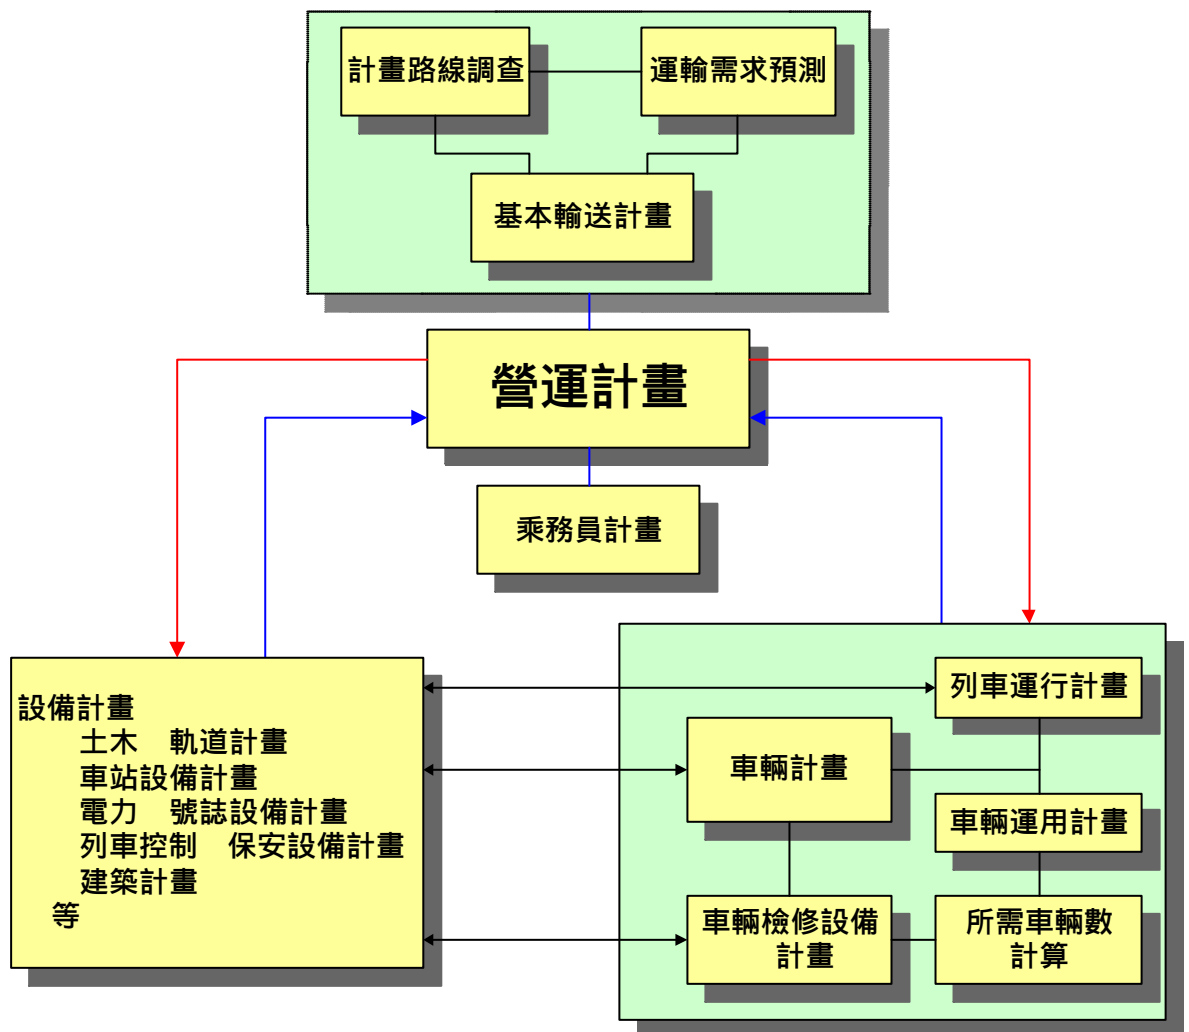 計畫路線調查
運輸需求預測
基本輸送計畫
營運計畫
乘務員計畫
設備計畫
土木　軌道計畫
車站設備計畫
電力　號誌設備計畫
列車控制　保安設備計畫
建築計畫
等
列車運行計畫
車輛計畫
車輛運用計畫
車輛檢修設備
計畫
所需車輛數
計算